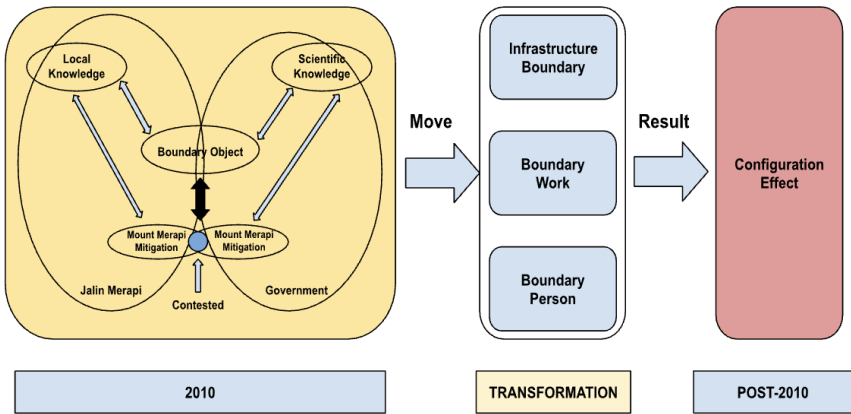 Local
Knowledge
Scientific
Knowledge
Boundary Object
Mount Merapi
Mitigation
Mount Merapi
Mitigation
Jalin Merapi
Contested
Government
Move
Infrastructure
Boundary
Boundary
Work
Boundary
Person
Result
Configuration
Effect
2010
TRANSFORMATION
POST-2010